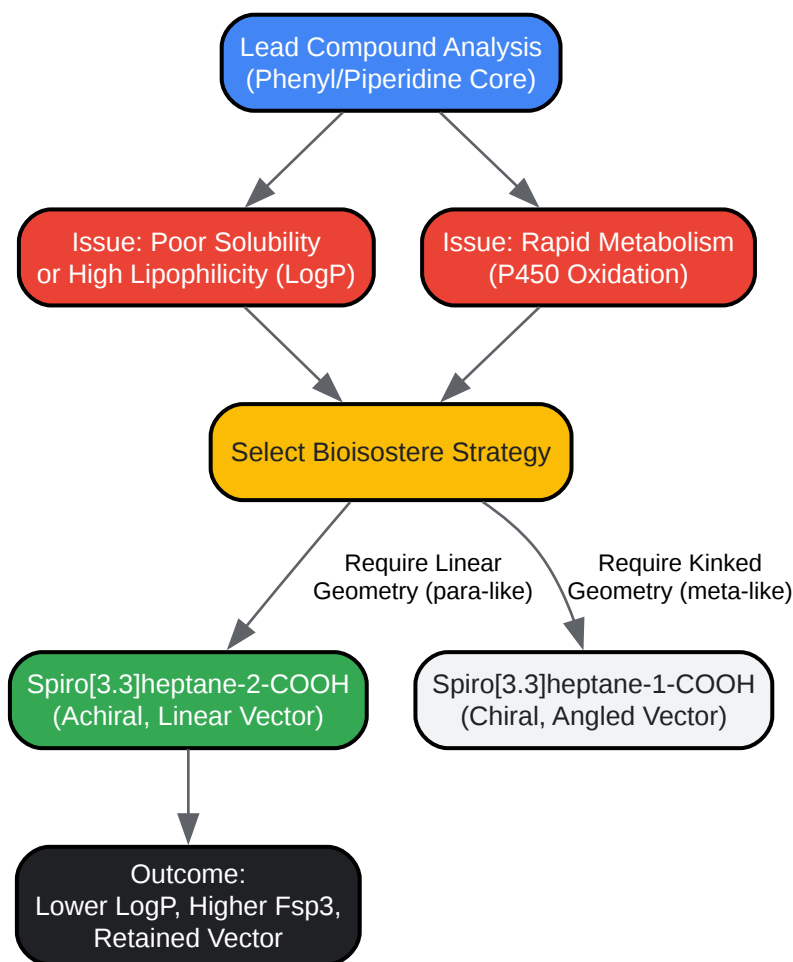 Lead Compound Analysis
(Phenyl/Piperidine Core)
Issue: Poor Solubility
or High Lipophilicity (LogP)
Issue: Rapid Metabolism
(P450 Oxidation)
Select Bioisostere Strategy
Require Linear
Geometry (para-like)
Require Kinked
Geometry (meta-like)
Spiro[3.3]heptane-2-COOH
(Achiral, Linear Vector)
Spiro[3.3]heptane-1-COOH
(Chiral, Angled Vector)
Outcome:
Lower LogP, Higher Fsp3,
Retained Vector